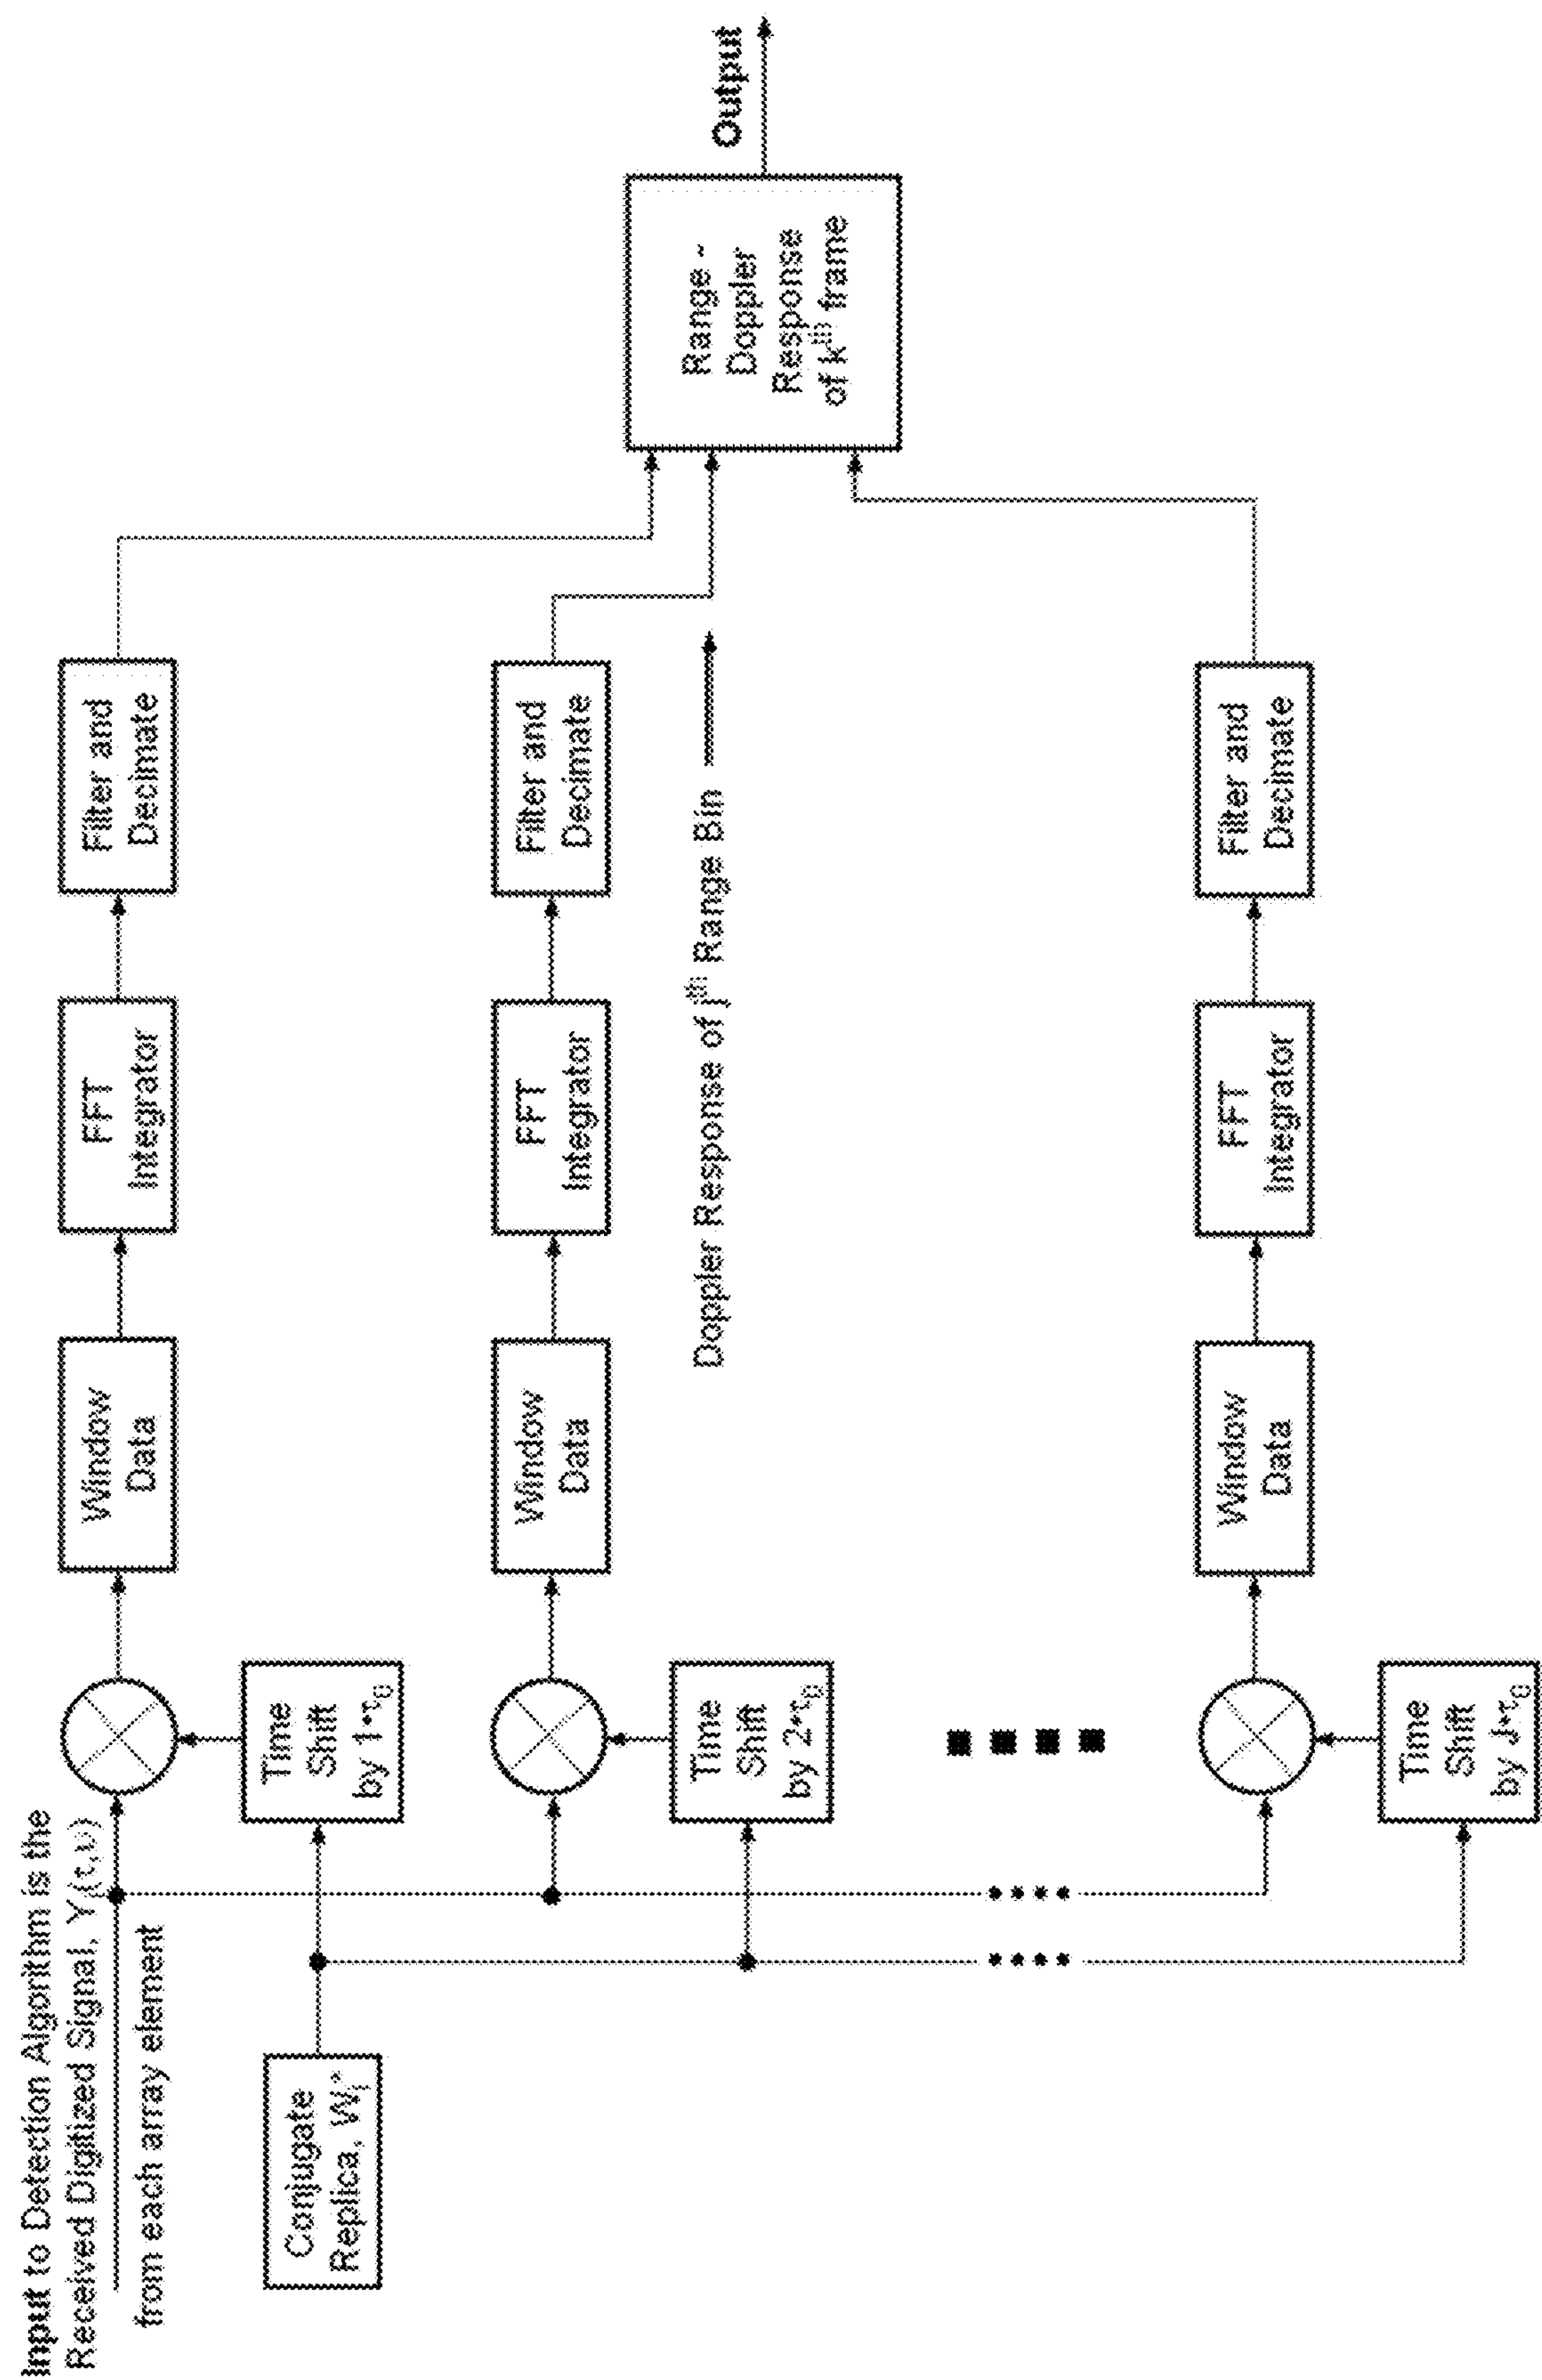 Input to Detection Algorithm is the
Received Digitized Signal, Yⱼ(τ,υ)
from each array element
Conjugate
Replica, Wᵢ*
Time
Shift
by 1•τ₀
Window
Data
FFT
Integrator
Filter and
Decimate
Time
Shift
by 2•τ₀
Window
Data
FFT
Integrator
Filter and
Decimate
Doppler Response of jᵗʰ Range Bin
Time
Shift
by J•τ₀
Window
Data
FFT
Integrator
Filter and
Decimate
Range -
Doppler
Response
of kᵗʰ frame
Output